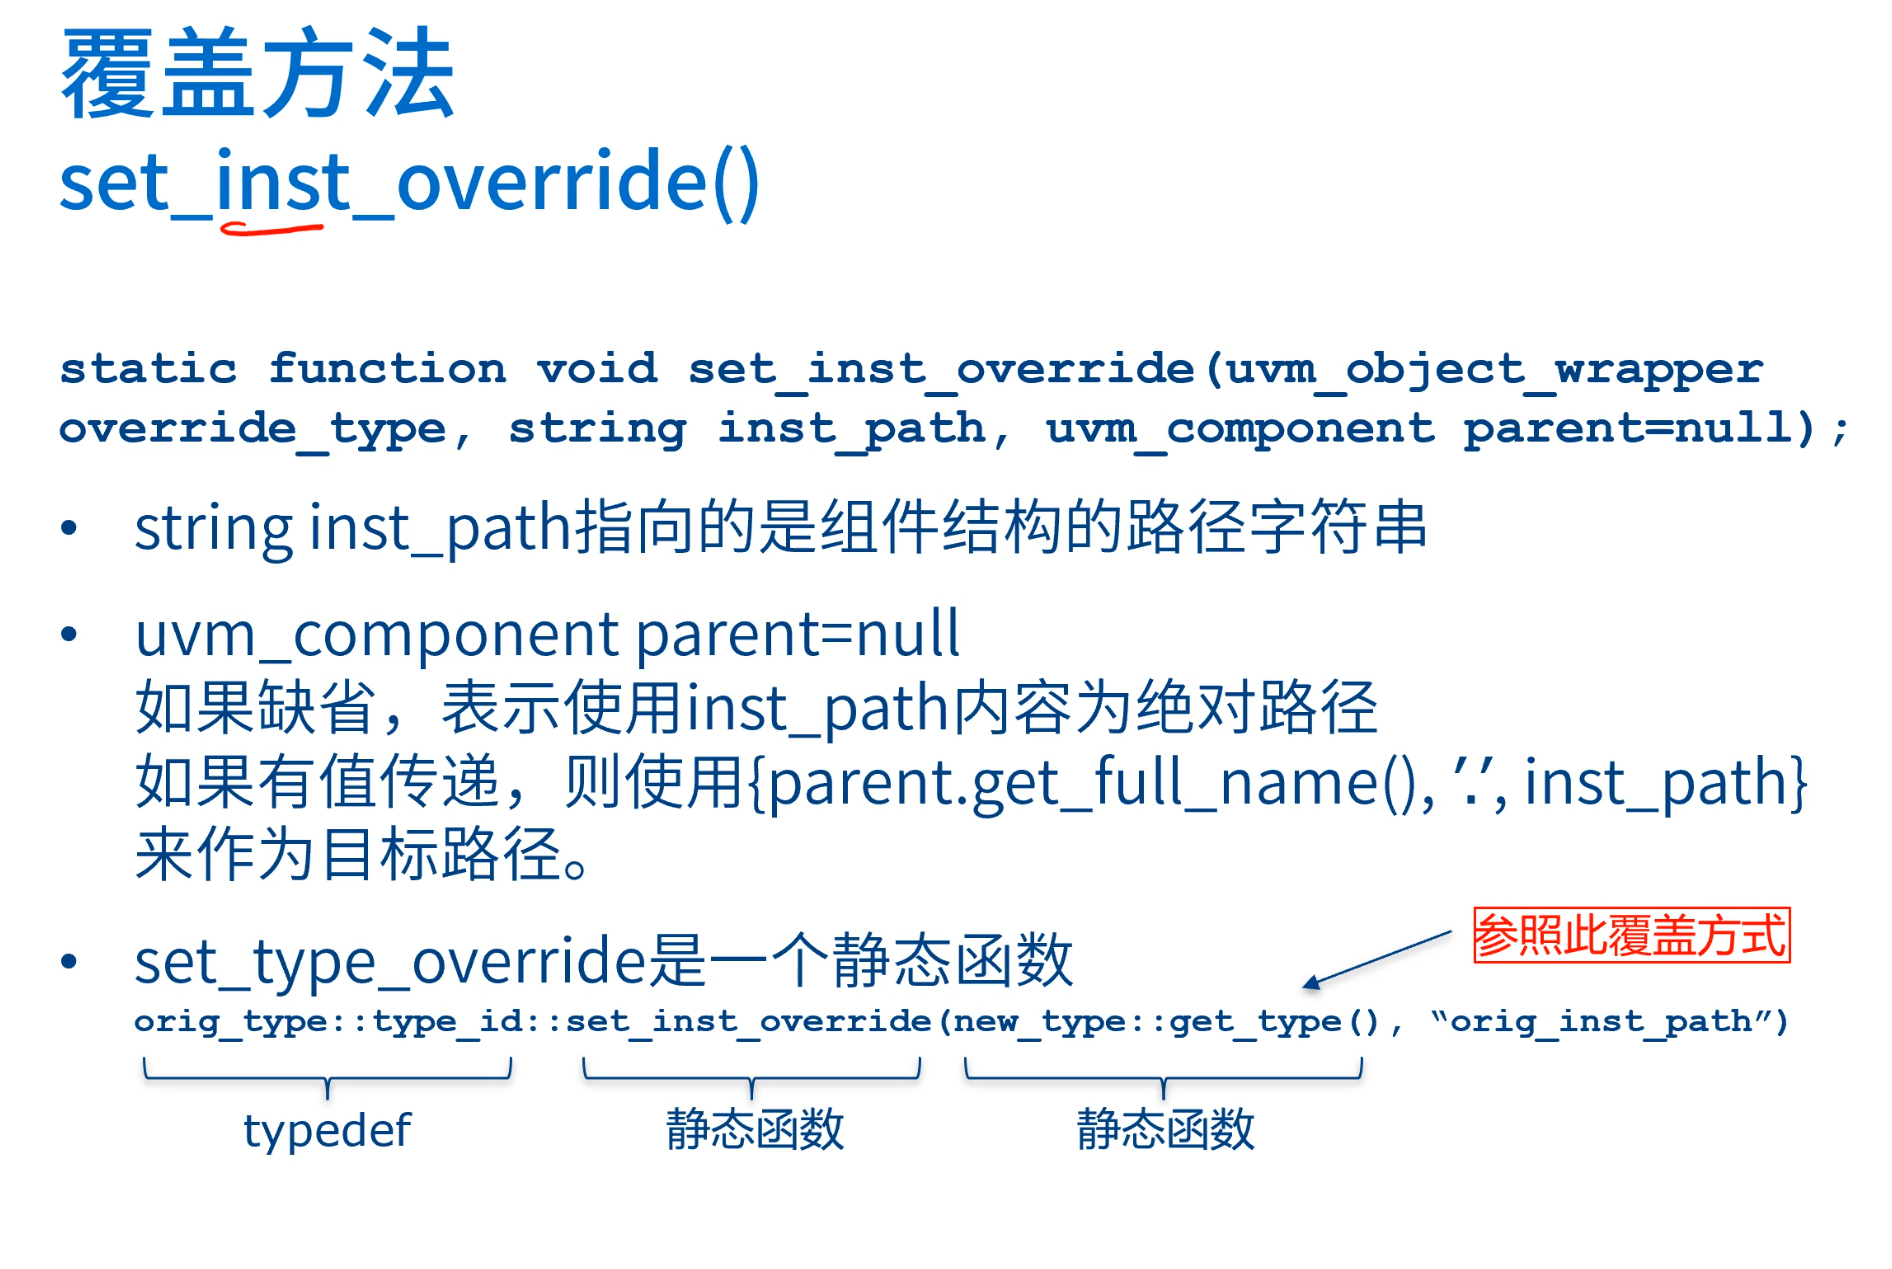 覆盖方法
set_inst_override()
static function void set_inst_override(uvm_object_wrapper
override_type, string inst_path, uvm_component parent=null);
• string inst_path指向的是组件结构的路径字符串
• uvm_component parent=null
如果缺省，表示使用inst_path内容为绝对路径
如果有值传递，则使用{parent.get_full_name(), ’.’, inst_path}
来作为目标路径。
• set_type_override是一个静态函数
参照此覆盖方式
orig_type::type_id::set_inst_override(new_type::get_type(), “orig_inst_path”)
typedef 静态函数 静态函数